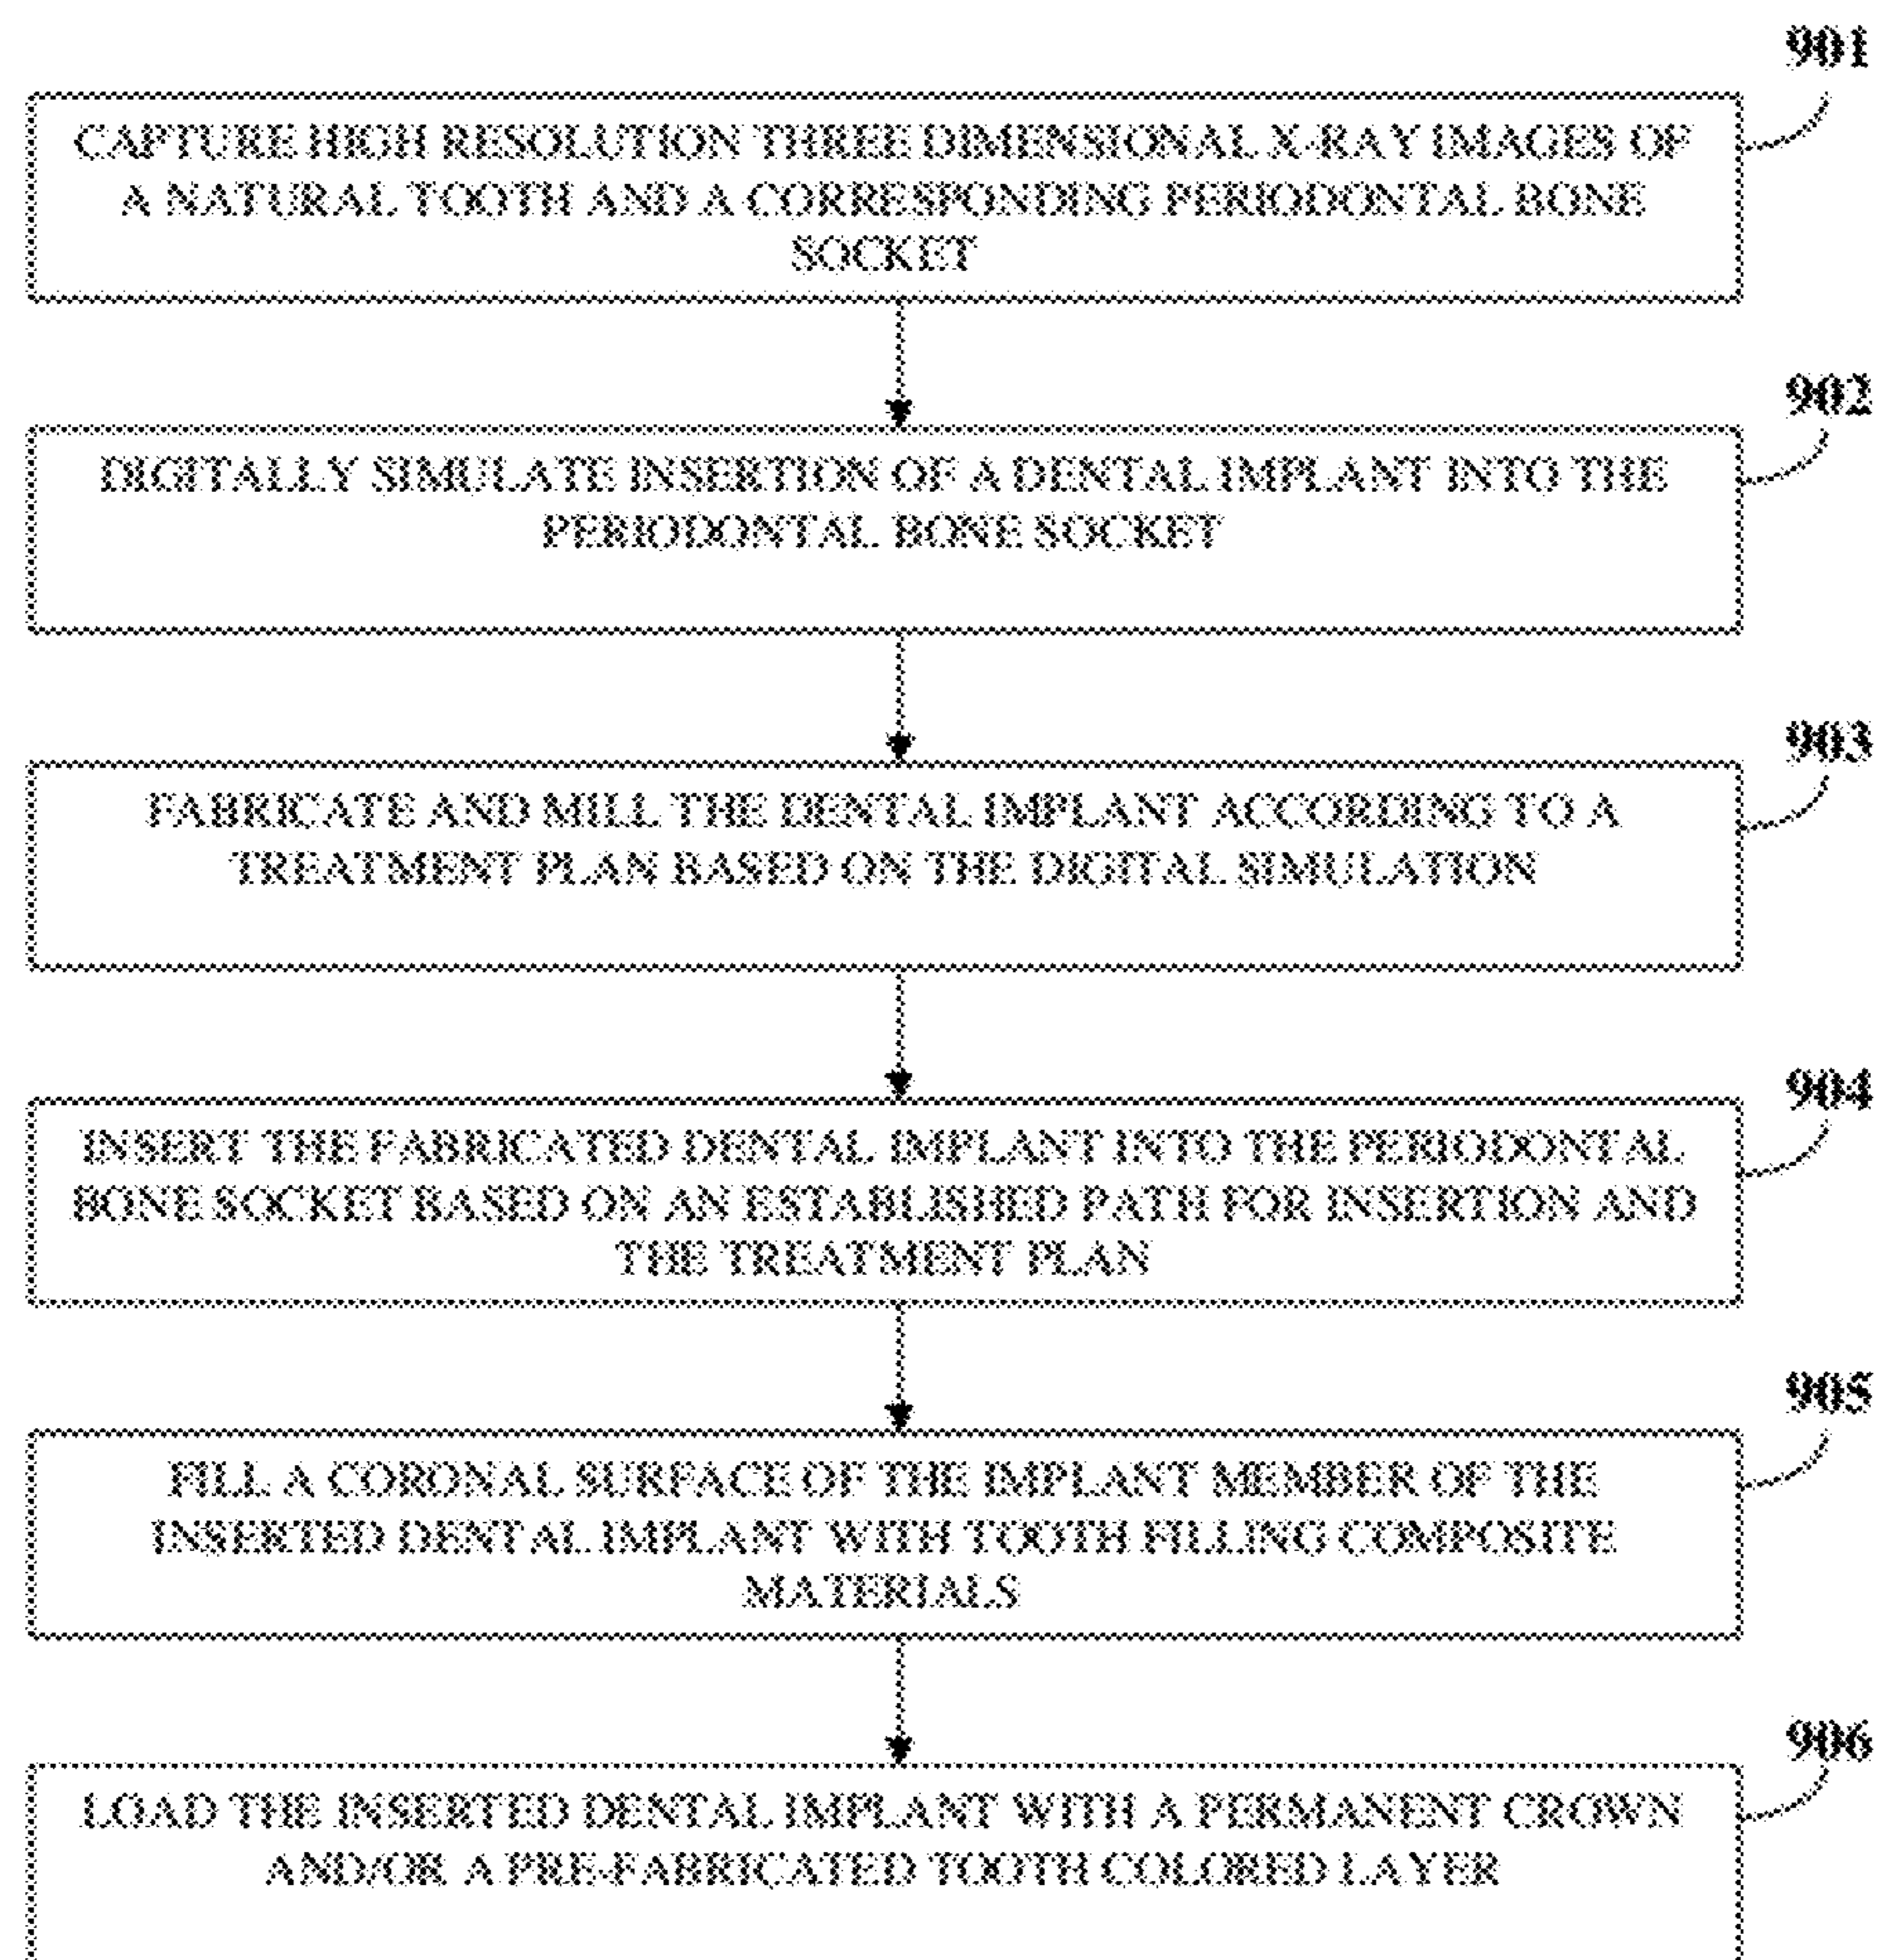 901
CAPTURE HIGH RESOLUTION THREE DIMENSIONAL X-RAY IMAGES OF
A NATURAL TOOTH AND A CORRESPONDING PERIODONTAL BONE
SOCKET
902
DIGITALLY SIMULATE INSERTION OF A DENTAL IMPLANT INTO THE
PERIODONTAL BONE SOCKET
903
FABRICATE AND MILL THE DENTAL IMPLANT ACCORDING TO A
TREATMENT PLAN BASED ON THE DIGITAL SIMULATION
904
INSERT THE FABRICATED DENTAL IMPLANT INTO THE PERIODONTAL
BONE SOCKET BASED ON AN ESTABLISHED PATH FOR INSERTION AND
THE TREATMENT PLAN
905
FILL A CORONAL SURFACE OF THE IMPLANT MEMBER OF THE
INSERTED DENTAL IMPLANT WITH TOOTH FILLING COMPOSITE
MATERIALS
906
LOAD THE INSERTED DENTAL IMPLANT WITH A PERMANENT CROWN
AND/OR A PRE-FABRICATED TOOTH COLORED LAYER